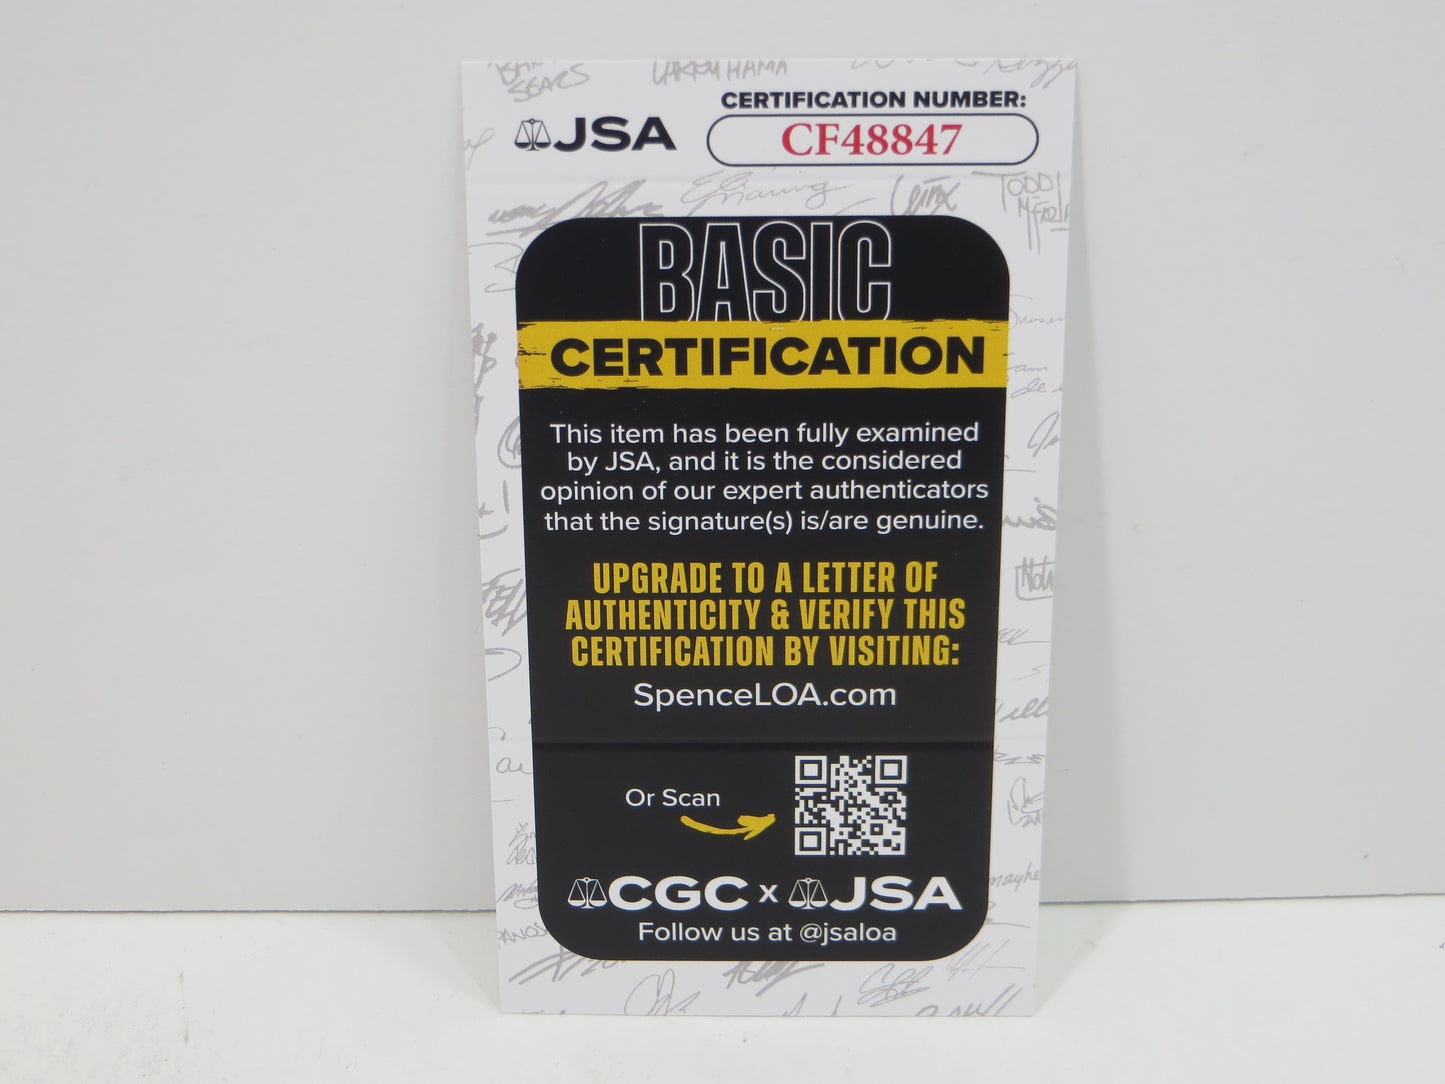 SEARS
LARRY HAMA
CERTIFICATION NUMBER:
JSA
CF48847
TODD
BASIC
CERTIFICATION
This item has been fully examined
by JSA, and it is the considered
opinion of our expert authenticators
that the signature(s) is/are genuine.
UPGRADE TO A LETTER OF
AUTHENTICITY & VERIFY THIS
CERTIFICATION BY VISITING:
SpenceLOA.com
Or Scan
CGC x JSA
Follow us at @jsaloa